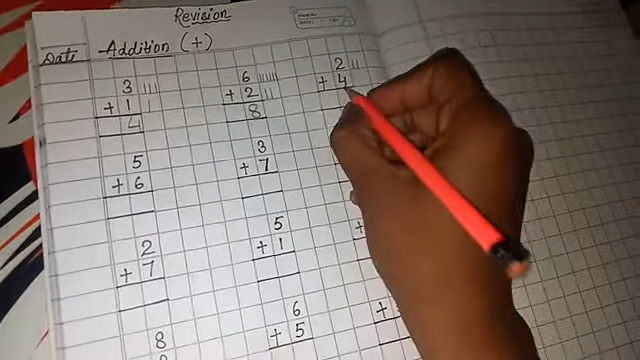 Revision
Date Addition (+)
3 6 2
+ 1 + 2 + 4
4 8
5 3
+ 6 + 7
2 5
+ 7 + 1 +
8 6
+ 5 +